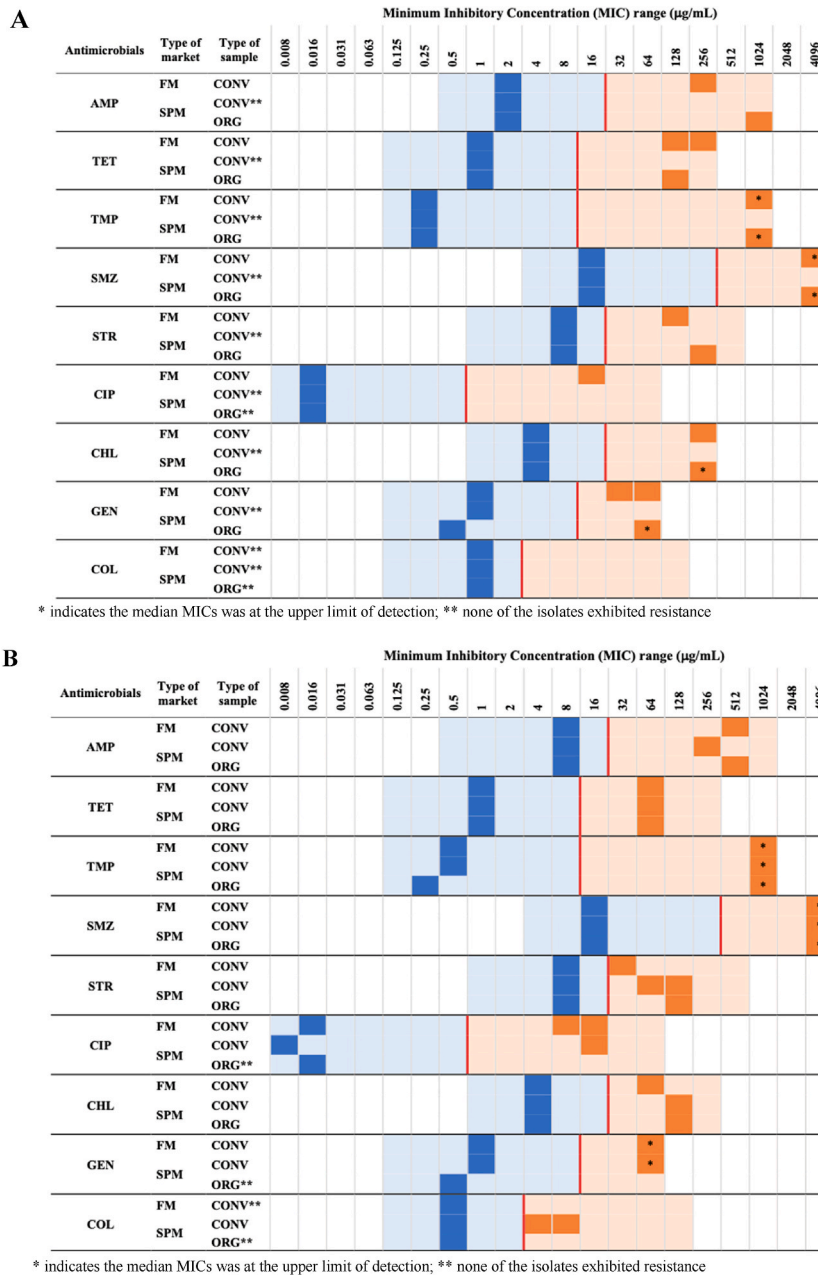 A
Minimum Inhibitory Concentration (MIC) range (µg/mL)
Antimicrobials Type of market Type of sample 0.008 0.016 0.031 0.063 0.125 0.25 0.5 1 2 4 8 16 32 64 128 256 512 1024 2048 4096
AMP FM CONV
SPM CONV**
ORG
TET FM CONV
SPM CONV**
ORG
TMP FM CONV *
SPM CONV**
ORG *
SMZ FM CONV *
SPM CONV**
ORG *
STR FM CONV
SPM CONV**
ORG
CIP FM CONV
SPM CONV**
ORG**
CHL FM CONV
SPM CONV**
ORG *
GEN FM CONV
SPM CONV**
ORG *
COL FM CONV**
SPM CONV**
ORG**
* indicates the median MICs was at the upper limit of detection; ** none of the isolates exhibited resistance
B
Minimum Inhibitory Concentration (MIC) range (µg/mL)
Antimicrobials Type of market Type of sample 0.008 0.016 0.031 0.063 0.125 0.25 0.5 1 2 4 8 16 32 64 128 256 512 1024 2048
AMP FM CONV
SPM CONV
ORG
TET FM CONV
SPM CONV
ORG
TMP FM CONV *
SPM CONV *
ORG *
SMZ FM CONV
SPM CONV
ORG
STR FM CONV
SPM CONV
ORG
CIP FM CONV
SPM CONV
ORG**
CHL FM CONV
SPM CONV
ORG
GEN FM CONV *
SPM CONV *
ORG**
COL FM CONV**
SPM CONV
ORG**
* indicates the median MICs was at the upper limit of detection; ** none of the isolates exhibited resistance